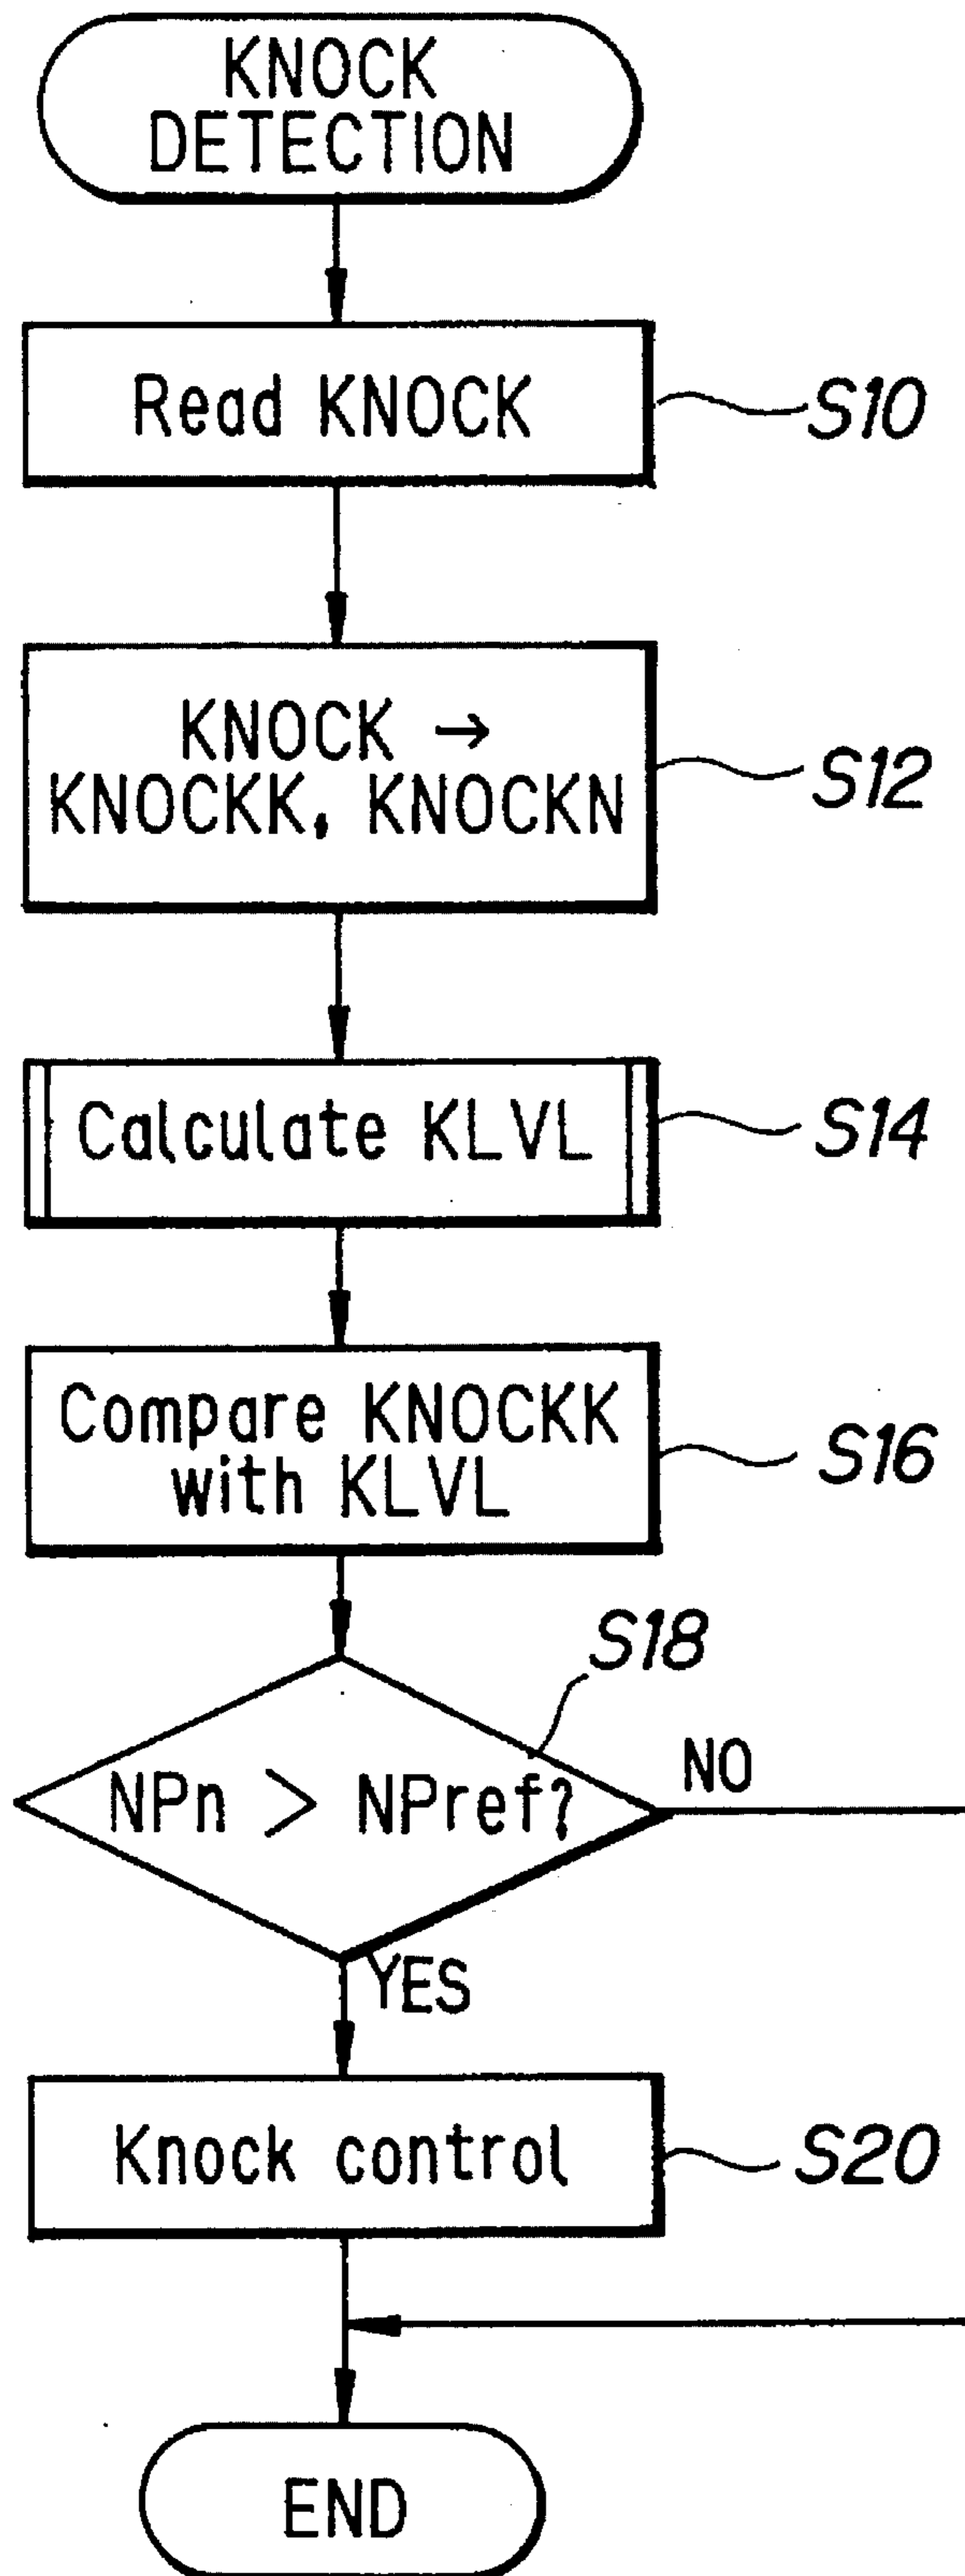 KNOCK
DETECTION
Read KNOCK
S10
KNOCK →
KNOCKK, KNOCKN
S12
Calculate KLVL
S14
Compare KNOCKK
with KLVL
S16
S18
NPn > NPref?
NO
YES
Knock control
S20
END